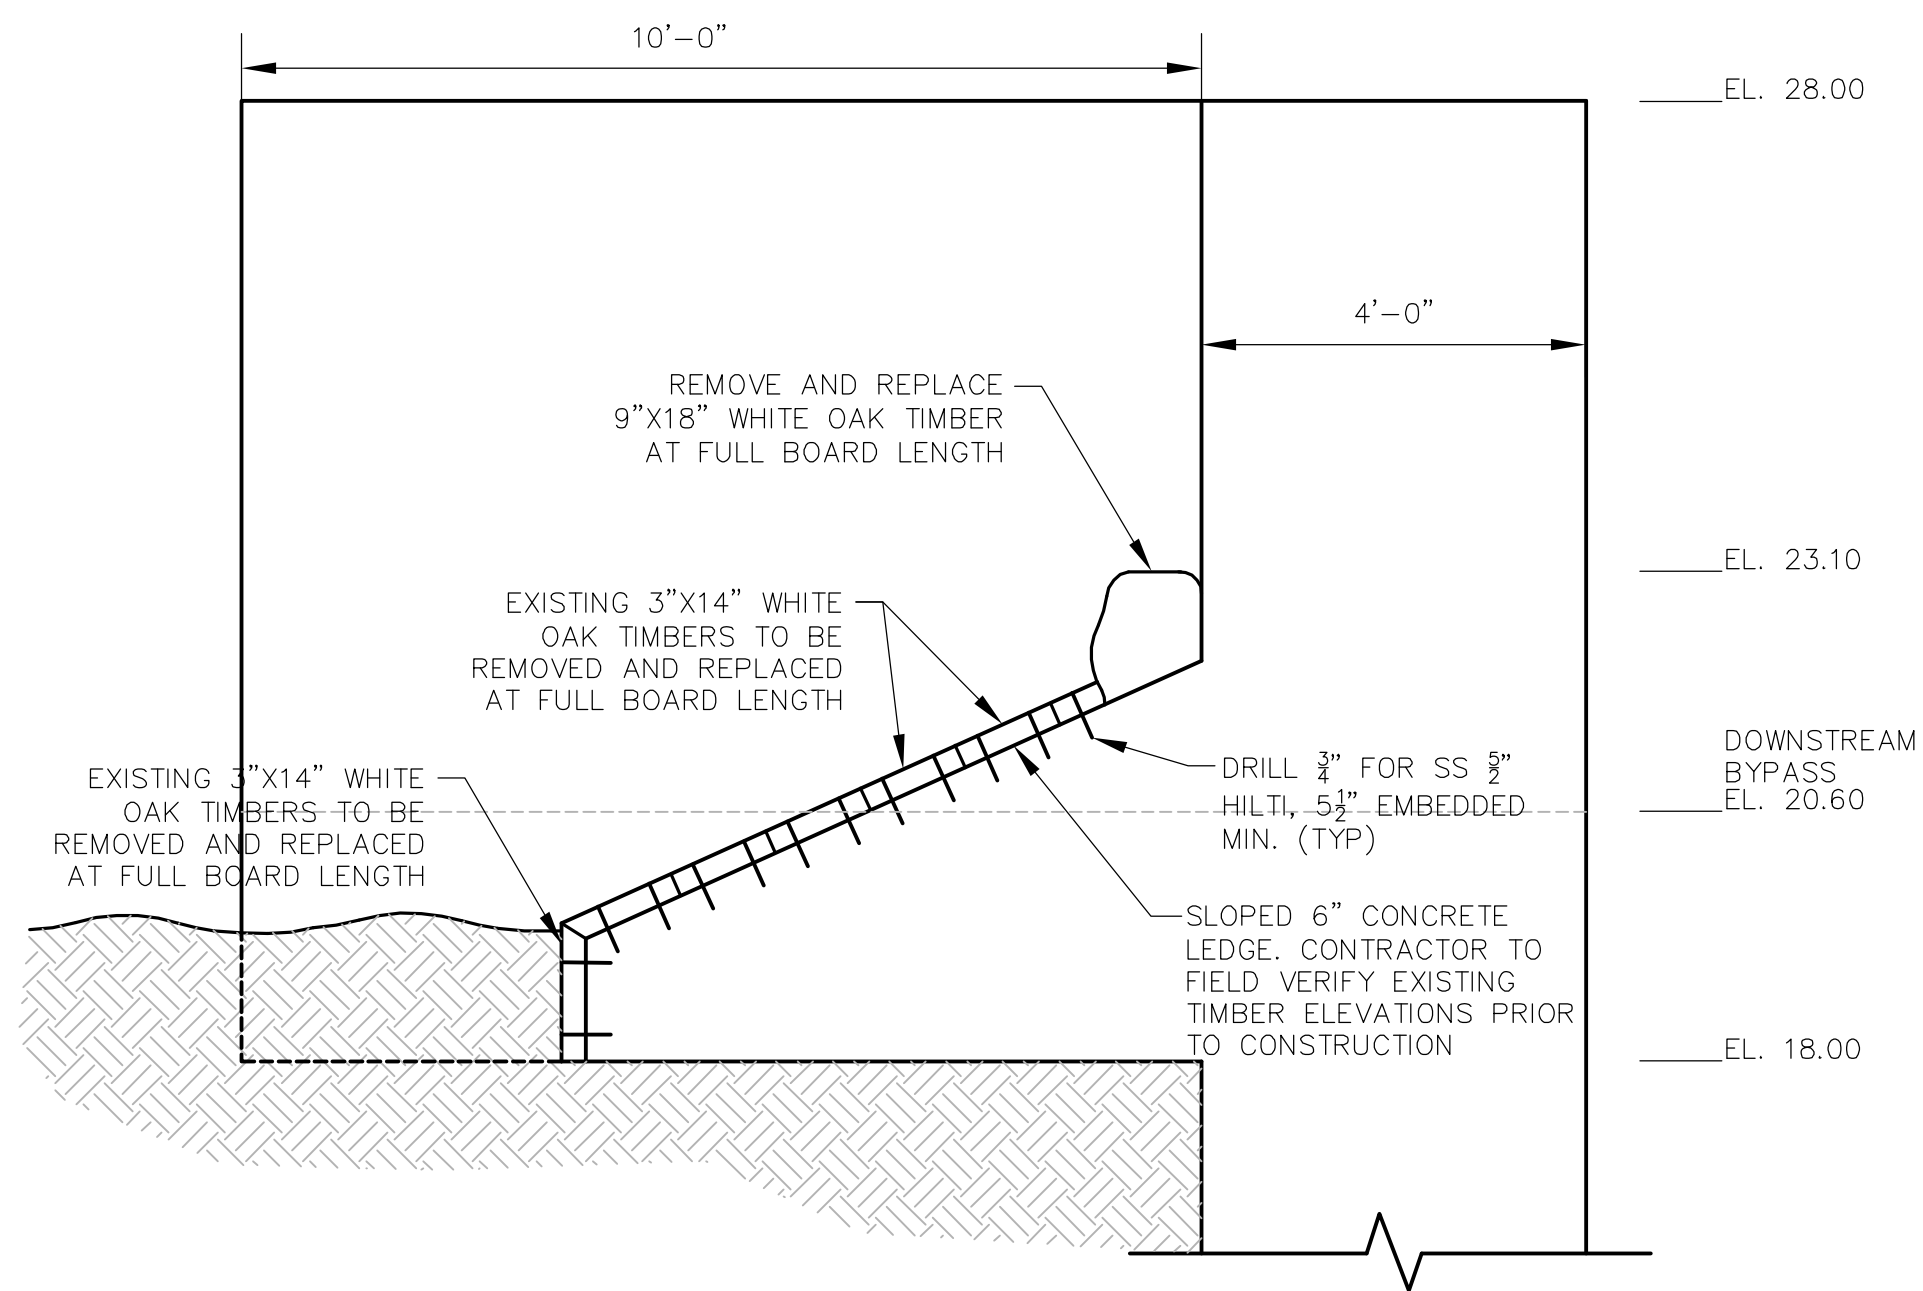 10'-0"
EL. 28.00
4'-0"
REMOVE AND REPLACE
9"X18" WHITE OAK TIMBER
AT FULL BOARD LENGTH
EL. 23.10
EXISTING 3"X14" WHITE
OAK TIMBERS TO BE
REMOVED AND REPLACED
AT FULL BOARD LENGTH
DOWNSTREAM
BYPASS
EL. 20.60
EXISTING 3"X14" WHITE
OAK TIMBERS TO BE
REMOVED AND REPLACED
AT FULL BOARD LENGTH
DRILL 3/4" FOR SS 5/2"
HILTI, 5 1/2" EMBEDDED
MIN. (TYP)
SLOPED 6" CONCRETE
LEDGE. CONTRACTOR TO
FIELD VERIFY EXISTING
TIMBER ELEVATIONS PRIOR
TO CONSTRUCTION
EL. 18.00